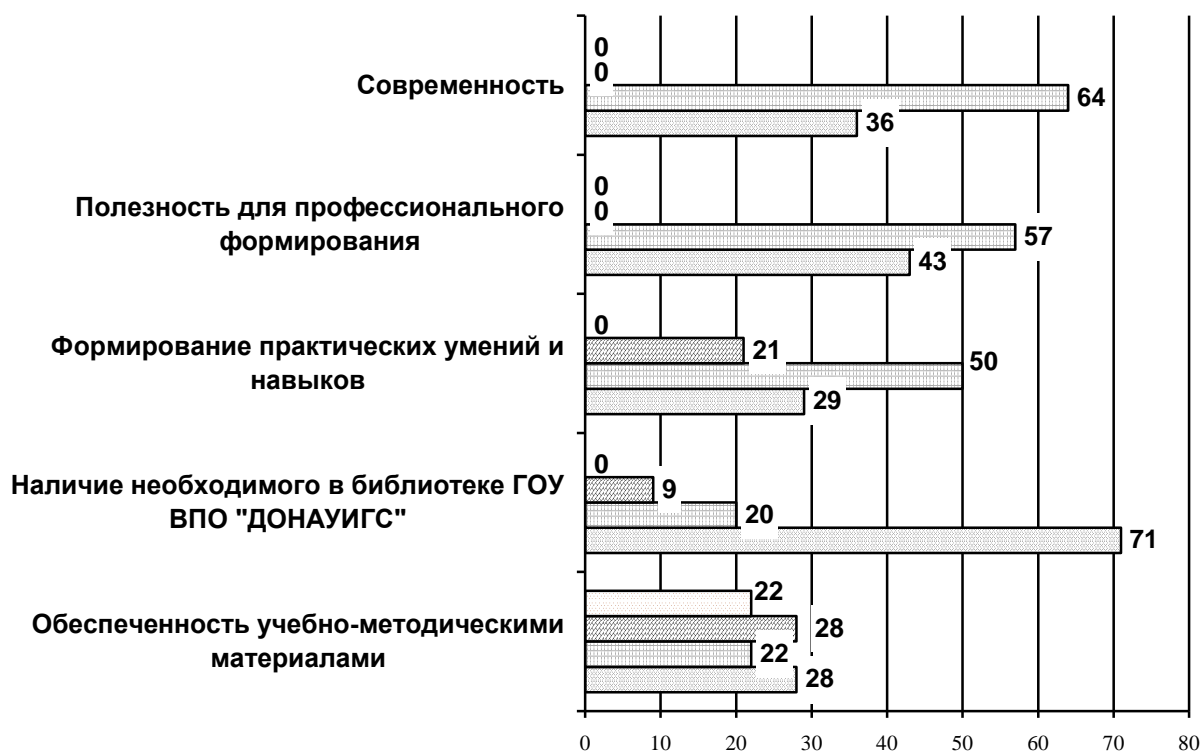 0
0
Современность
64
36
0
Полезность для профессионального
0
формирования
57
43
0
Формирование практических умений и
21
50
навыков
29
0
Наличие необходимого в библиотеке ГОУ
9
ВПО "ДОНАУИГС"
20
71
22
Обеспеченность учебно-методическими
28
материалами
22
28
0 10 20 30 40 50 60 70 80